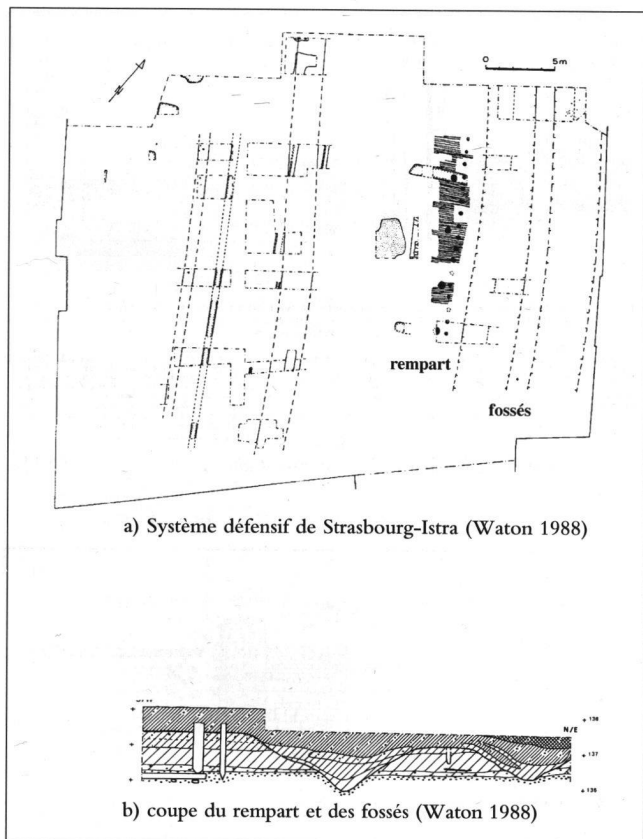 0 5m
rempart
fossés
a) Système défensif de Strasbourg-Istra (Waton 1988)
+ 138
N/E
+ 137
+ 136
b) coupe du rempart et des fossés (Waton 1988)